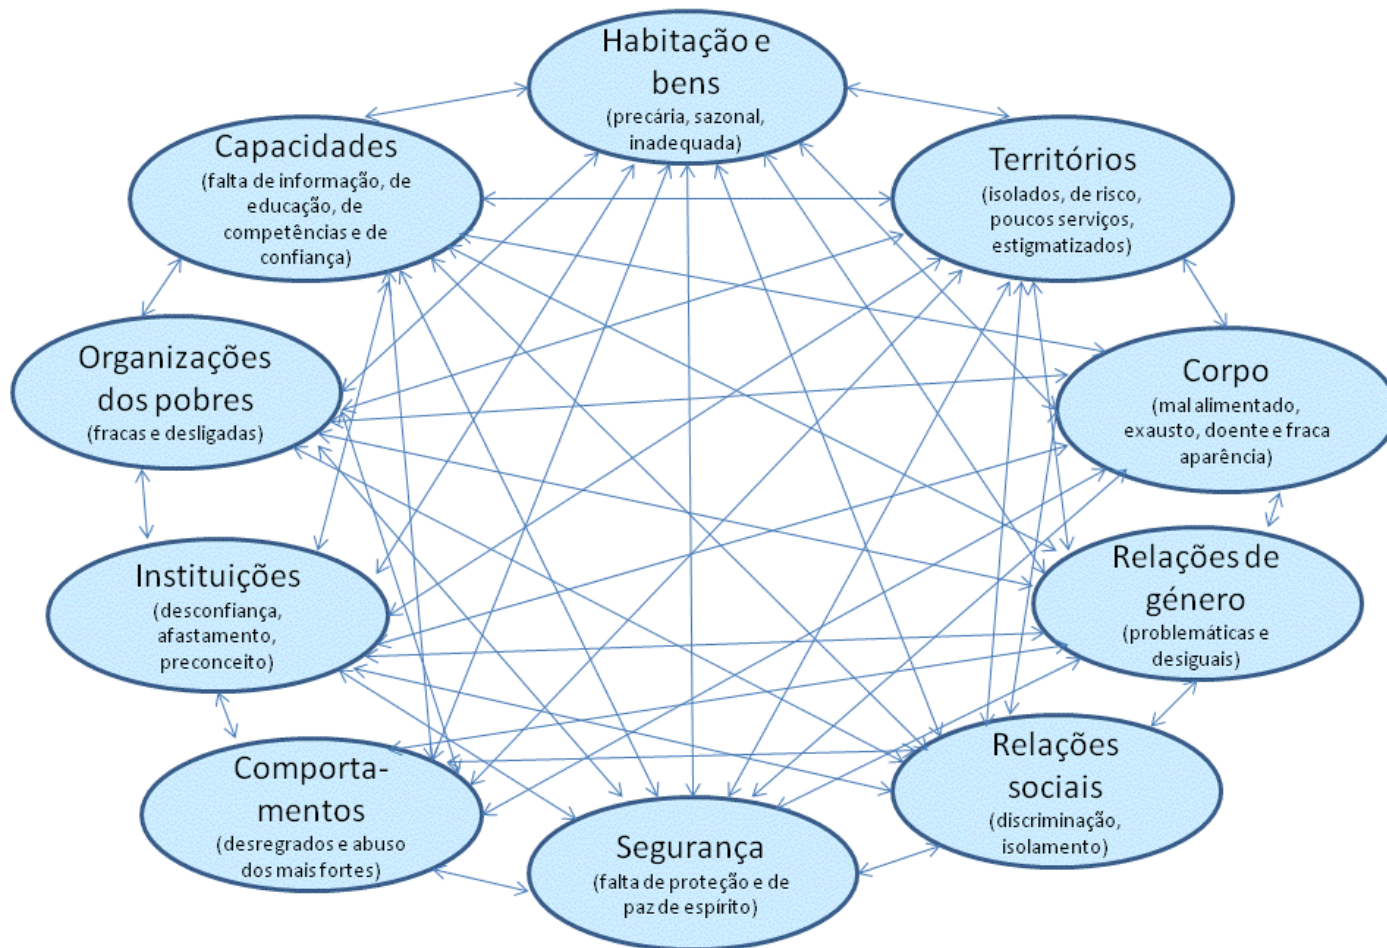 Habitação e
bens
(precária, sazonal,
inadequada)
Capacidades
(falta de informação, de
educação, de
competências e de
confiança)
Territórios
(isolados, de risco,
poucos serviços,
estigmatizados)
Organizações
dos pobres
(fracas e desligadas)
Corpo
(mal alimentado,
exausto, doente e fraca
aparência)
Instituições
(desconfiança,
afastamento,
preconceito)
Relações de
género
(problemáticas e
desiguais)
Comporta-
mentos
(desregrados e abuso
dos mais fortes)
Segurança
(falta de proteção e de
paz de espírito)
Relações
sociais
(discriminação,
isolamento)